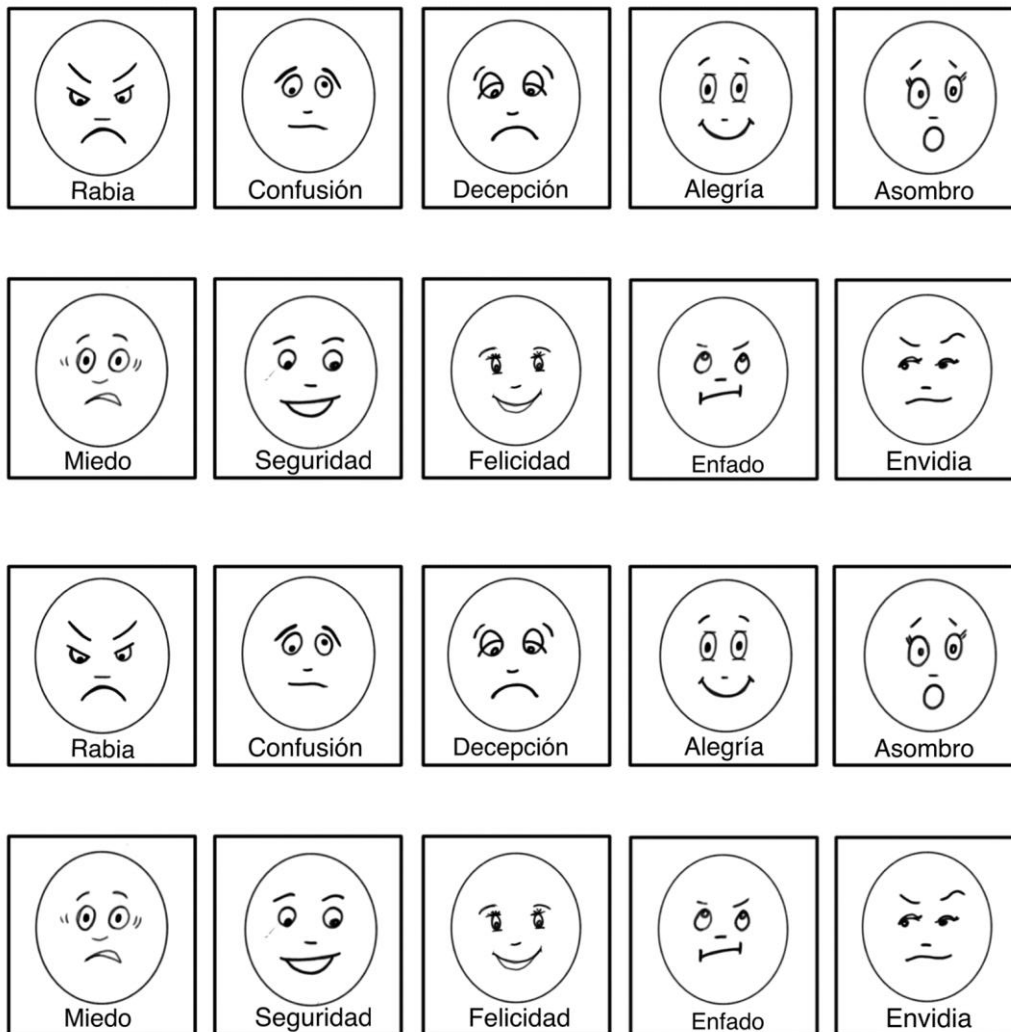 Rabia Confusión Decepción Alegría Asombro
Miedo Seguridad Felicidad Enfado Envidia
Rabia Confusión Decepción Alegría Asombro
Miedo Seguridad Felicidad Enfado Envidia